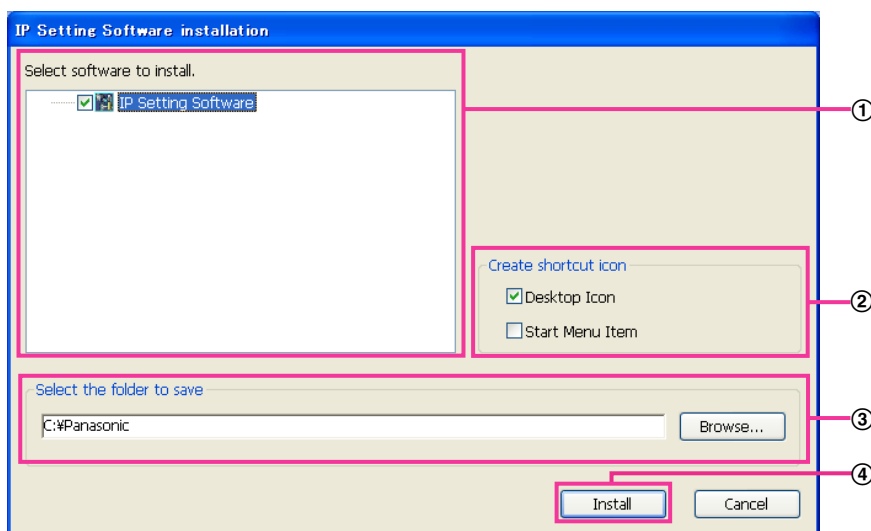 IP Setting Software installation
Select software to install.
IP Setting Software
①
Create shortcut icon
Desktop Icon
②
Start Menu Item
Select the folder to save
C:¥Panasonic
Browse...
③
④
Install
Cancel